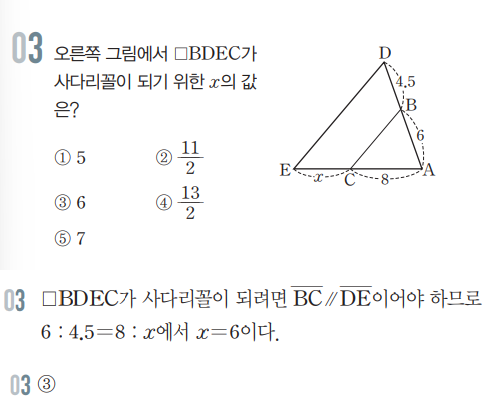 03 오른쪽 그림에서 □BDEC가
사다리꼴이 되기 위한 x의 값
은?
① 5 ② 11/2
③ 6 ④ 13/2
⑤ 7
D
4.5
B
6
E x C 8 A
03 □BDEC가 사다리꼴이 되려면 \overline{BC}∥\overline{DE}이어야 하므로
6 : 4.5=8 : x에서 x=6이다.
03 ③